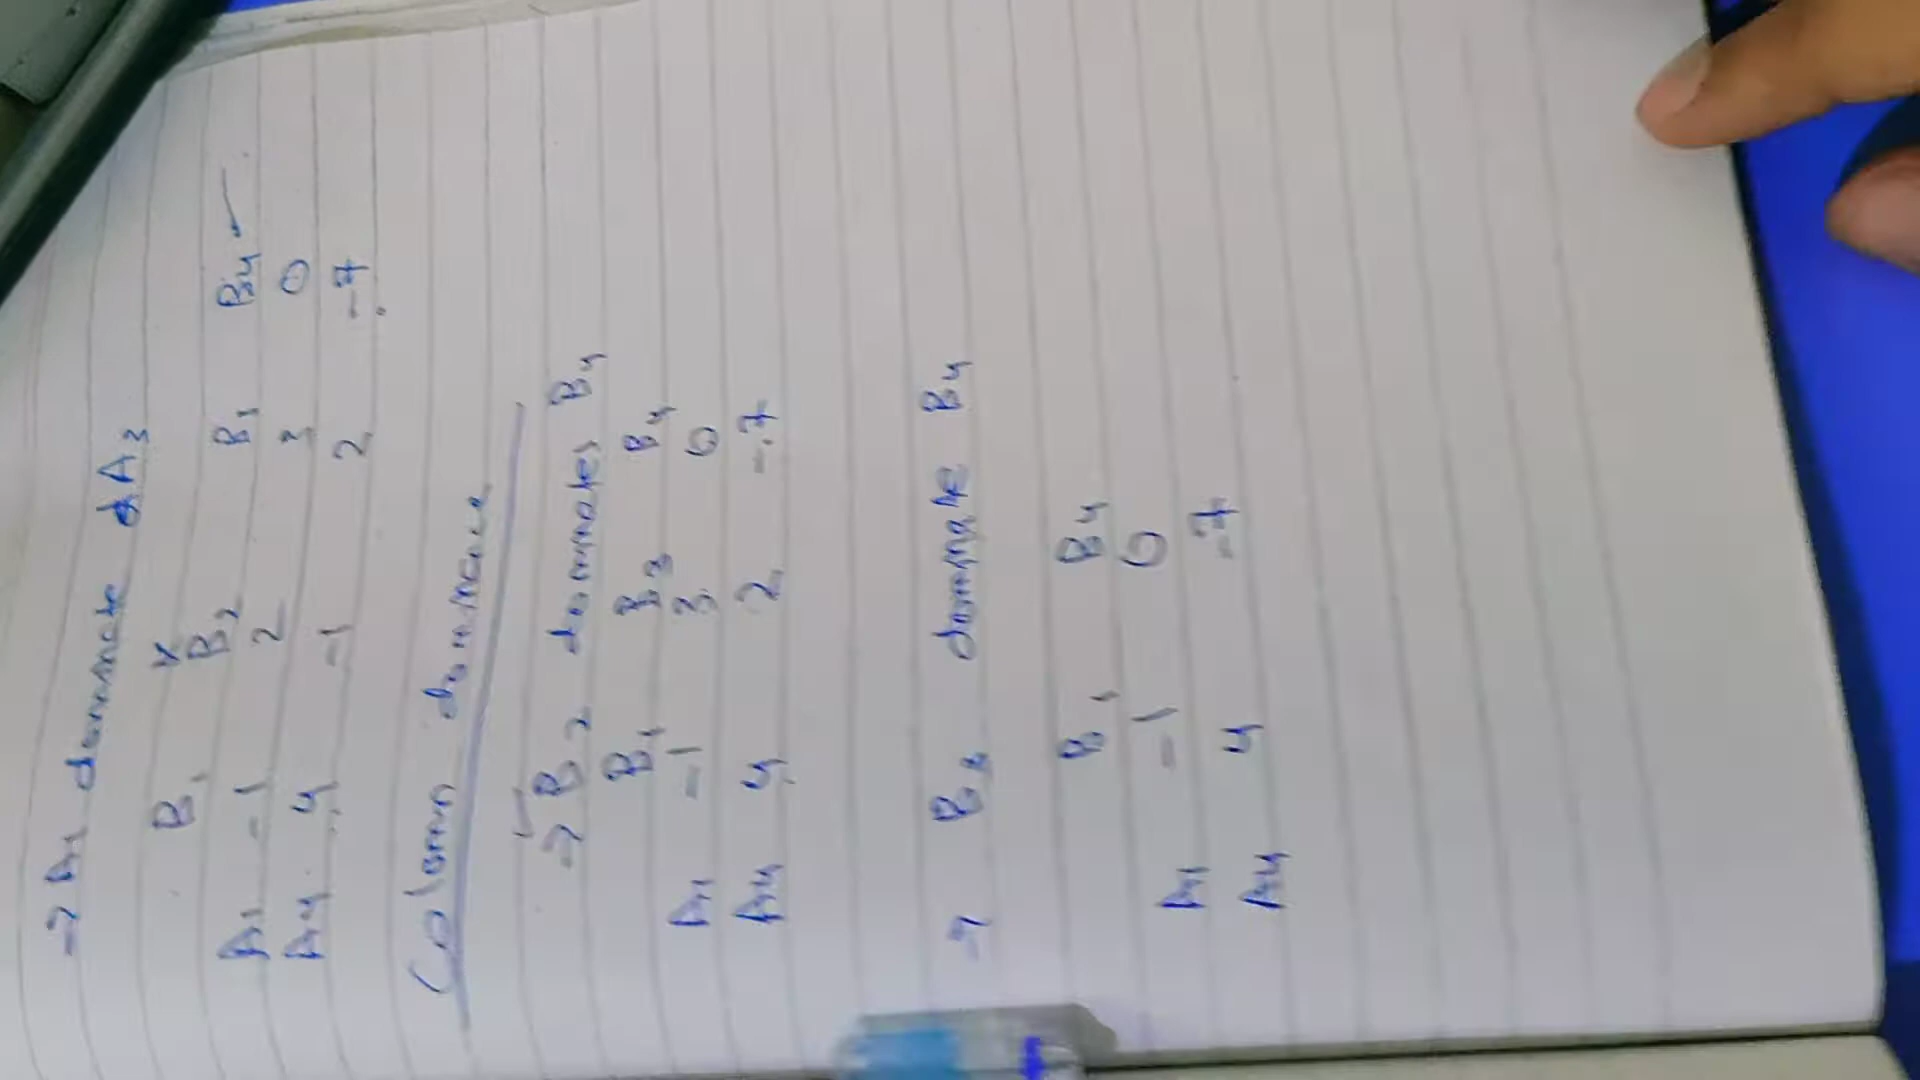 → A1 dominate A3
B1 B2 B3 B4
A1 -1 2 3 0
A4 4 -1 2 -7
Column dominance
→ B2 dominates B4
B1 B3 B4
A1 -1 3 0
A4 4 2 -7
→ B3 dominate B4
B1 B4
A1 -1 0
A4 4 -7